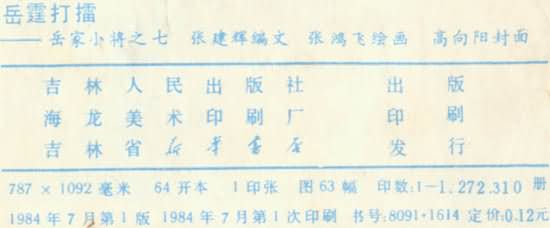 岳霆打擂
——岳家小将之七 张建辉编文 张鸿飞绘画 高向阳封面
吉林人民出版社 出版
海龙美术印刷厂 印刷
吉林省新华书店 发行
787×1092毫米 64开本 1印张 图63幅 印数:1—1.272.310册
1984年7月第1版 1984年7月第1次印刷 书号:8091·1614 定价:0.12元